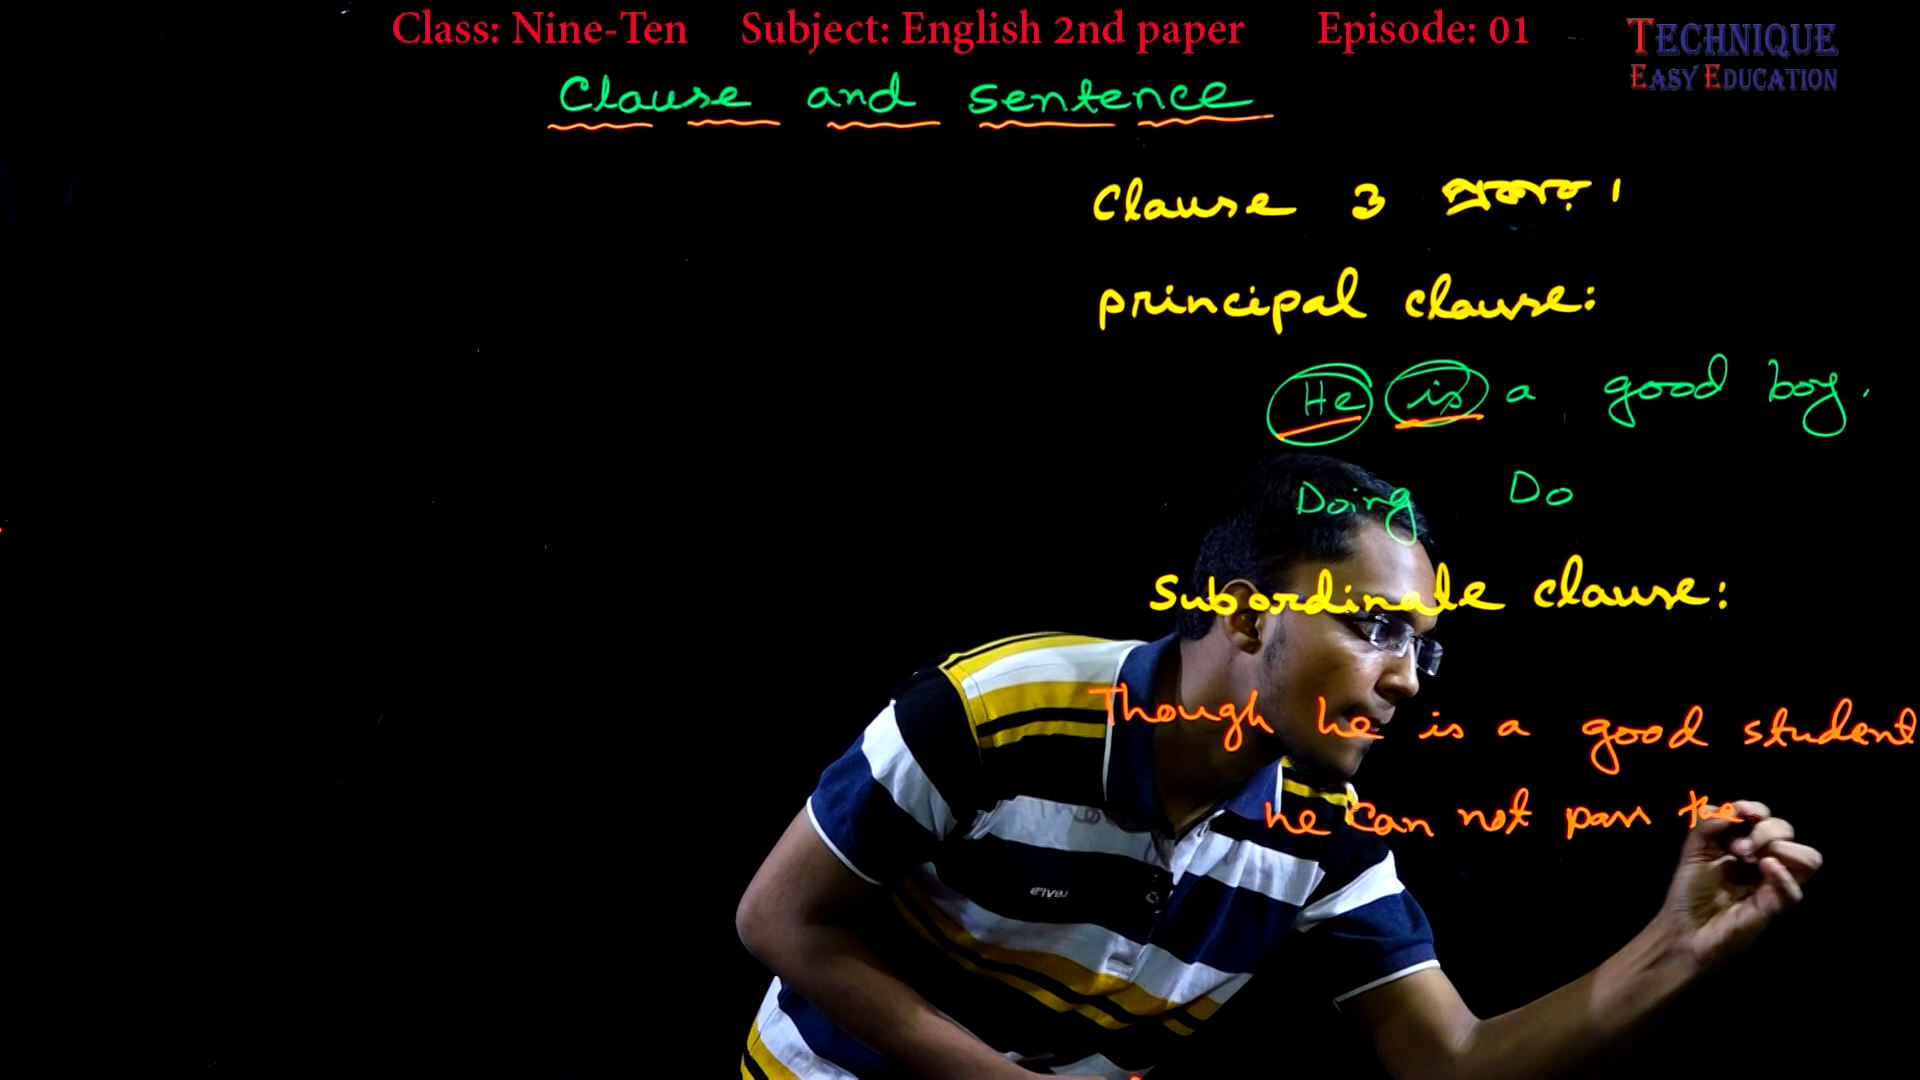 Class: Nine-Ten Subject: English 2nd paper Episode: 01
TECHNIQUE
EASY EDUCATION
Clause and sentence
Clause 3 প্রকার।
principal clause:
He is a good boy.
Doing Do
Subordinate clause:
Though he is a good student
he can not pass the